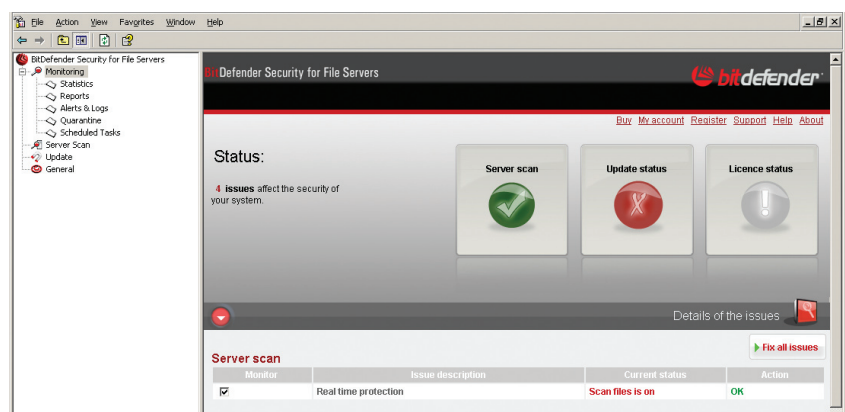 File Action View Favorites Window Help
BitDefender Security for File Servers
Monitoring
Statistics
Reports
Alerts & Logs
Quarantine
Scheduled Tasks
Server Scan
Update
General
BitDefender Security for File Servers
bitdefender
Buy My account Register Support Help About
Status:
4 issues affect the security of
your system.
Server scan Update status Licence status
Details of the issues
Fix all issues
Server scan
Monitor Issue description Current status Action
Real time protection Scan files is on OK